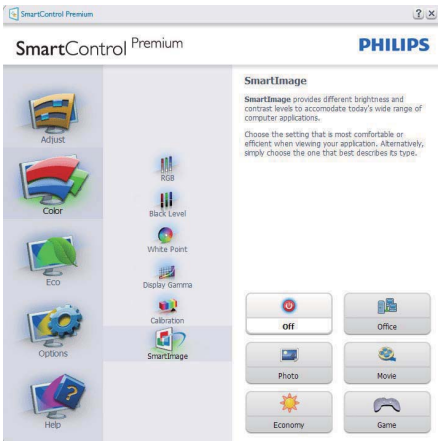 SmartControl Premium
SmartControl Premium
PHILIPS
Adjust
Color
Eco
Options
Help
RGB
Black Level
White Point
Display Gamma
Calibration
SmartImage
SmartImage
SmartImage provides different brightness and
contrast levels to accomodate today's wide range of
computer applications.
Choose the setting that is most comfortable or
efficient when viewing your application. Alternatively,
simply choose the one that best describes its type.
Off
Office
Photo
Movie
Economy
Game